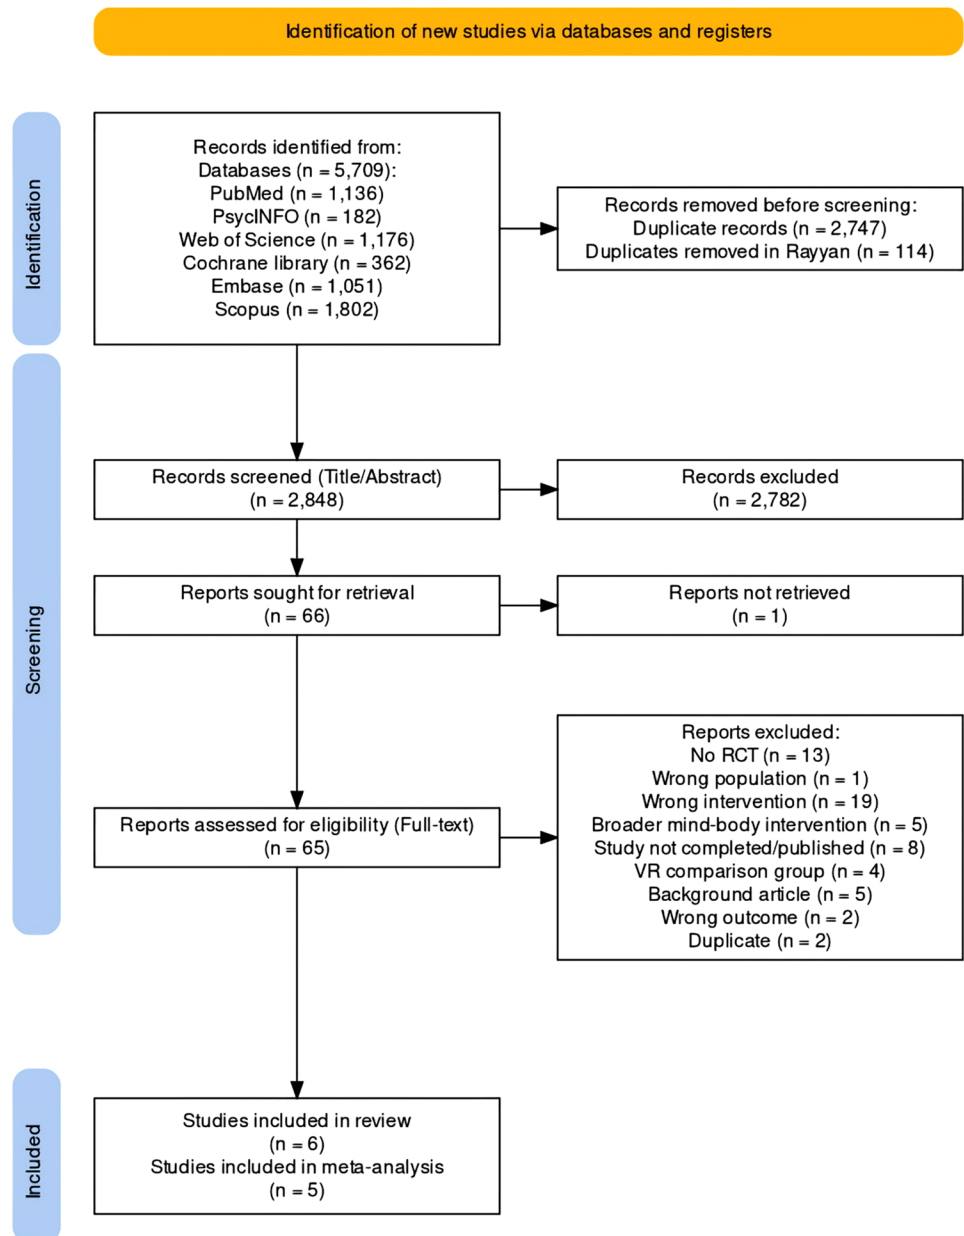 Identification of new studies via databases and registers
Identification
Records identified from:
Databases (n = 5,709):
PubMed (n = 1,136)
PsycINFO (n = 182)
Web of Science (n = 1,176)
Cochrane library (n = 362)
Embase (n = 1,051)
Scopus (n = 1,802)
Records removed before screening:
Duplicate records (n = 2,747)
Duplicates removed in Rayyan (n = 114)
Screening
Records screened (Title/Abstract)
(n = 2,848)
Records excluded
(n = 2,782)
Reports sought for retrieval
(n = 66)
Reports not retrieved
(n = 1)
Reports assessed for eligibility (Full-text)
(n = 65)
Reports excluded:
No RCT (n = 13)
Wrong population (n = 1)
Wrong intervention (n = 19)
Broader mind-body intervention (n = 5)
Study not completed/published (n = 8)
VR comparison group (n = 4)
Background article (n = 5)
Wrong outcome (n = 2)
Duplicate (n = 2)
Included
Studies included in review
(n = 6)
Studies included in meta-analysis
(n = 5)